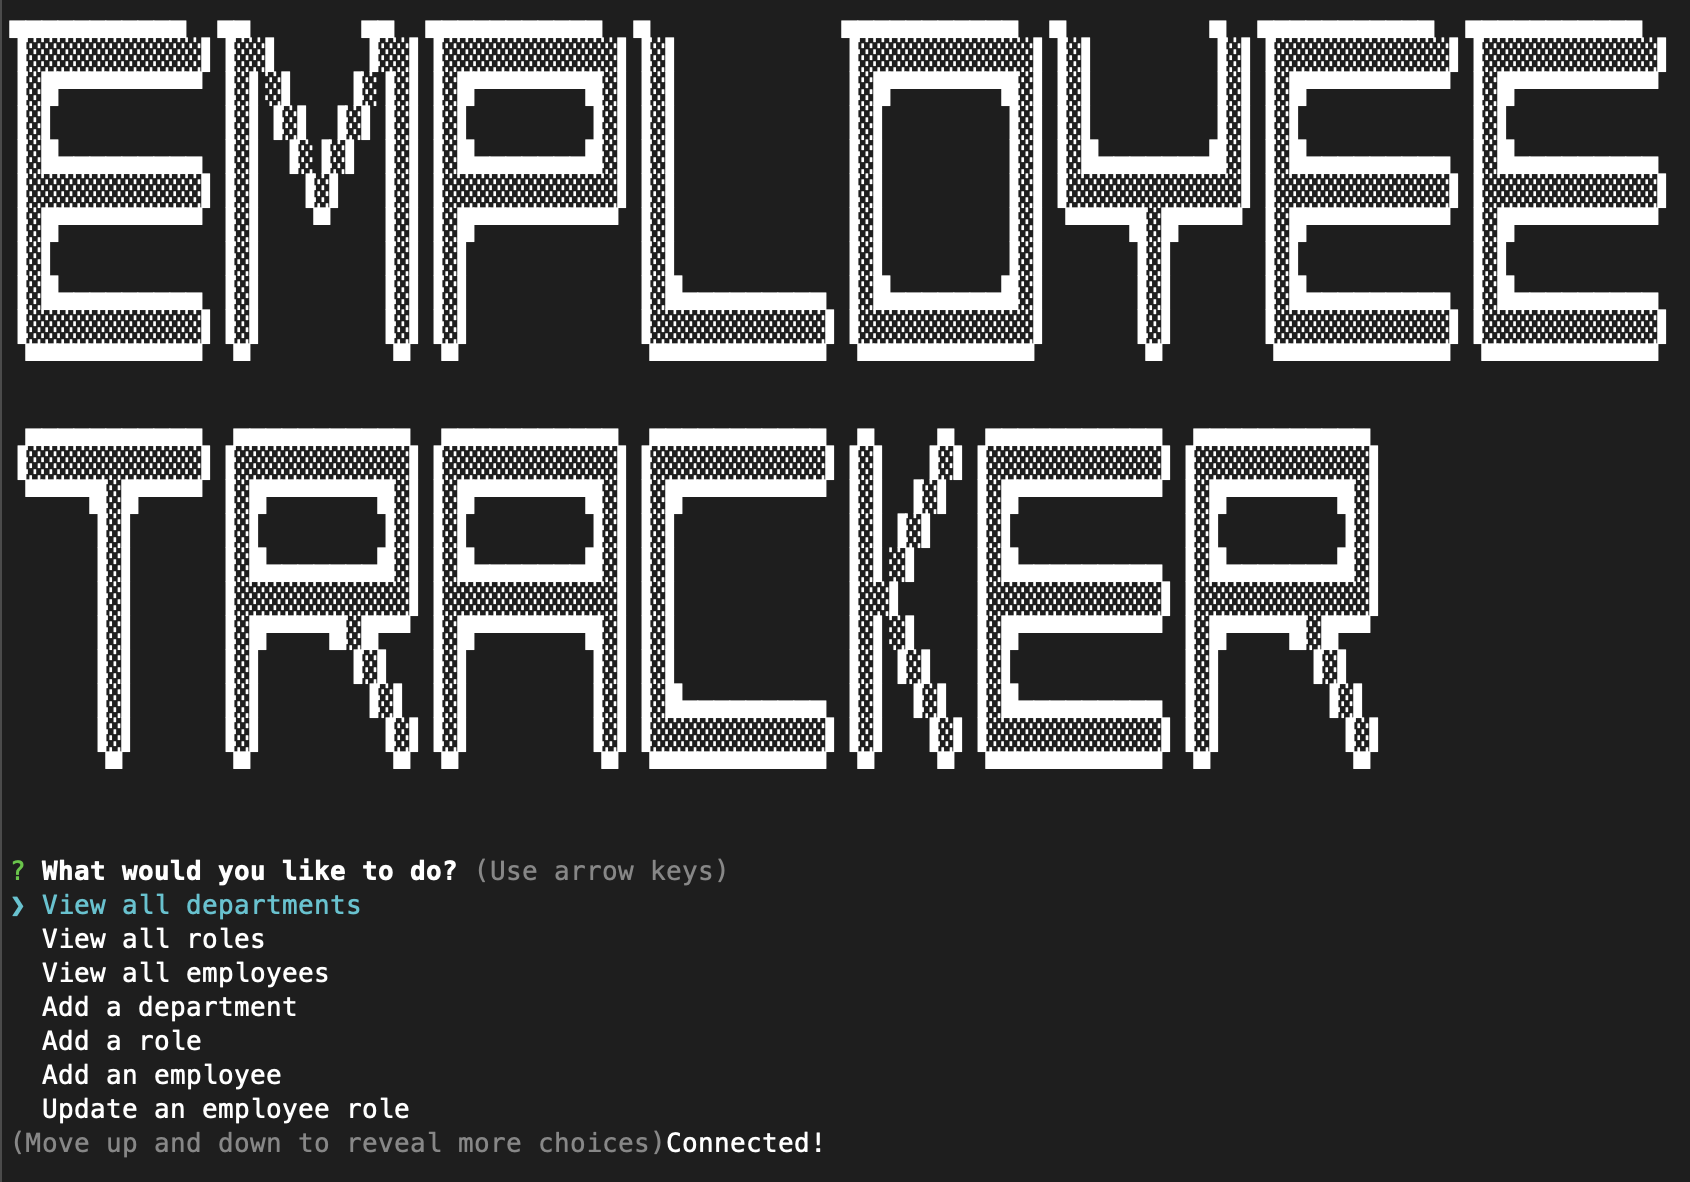 EMPLOYEE
TRACKER
? What would you like to do? (Use arrow keys)
❯ View all departments
View all roles
View all employees
Add a department
Add a role
Add an employee
Update an employee role
(Move up and down to reveal more choices)Connected!